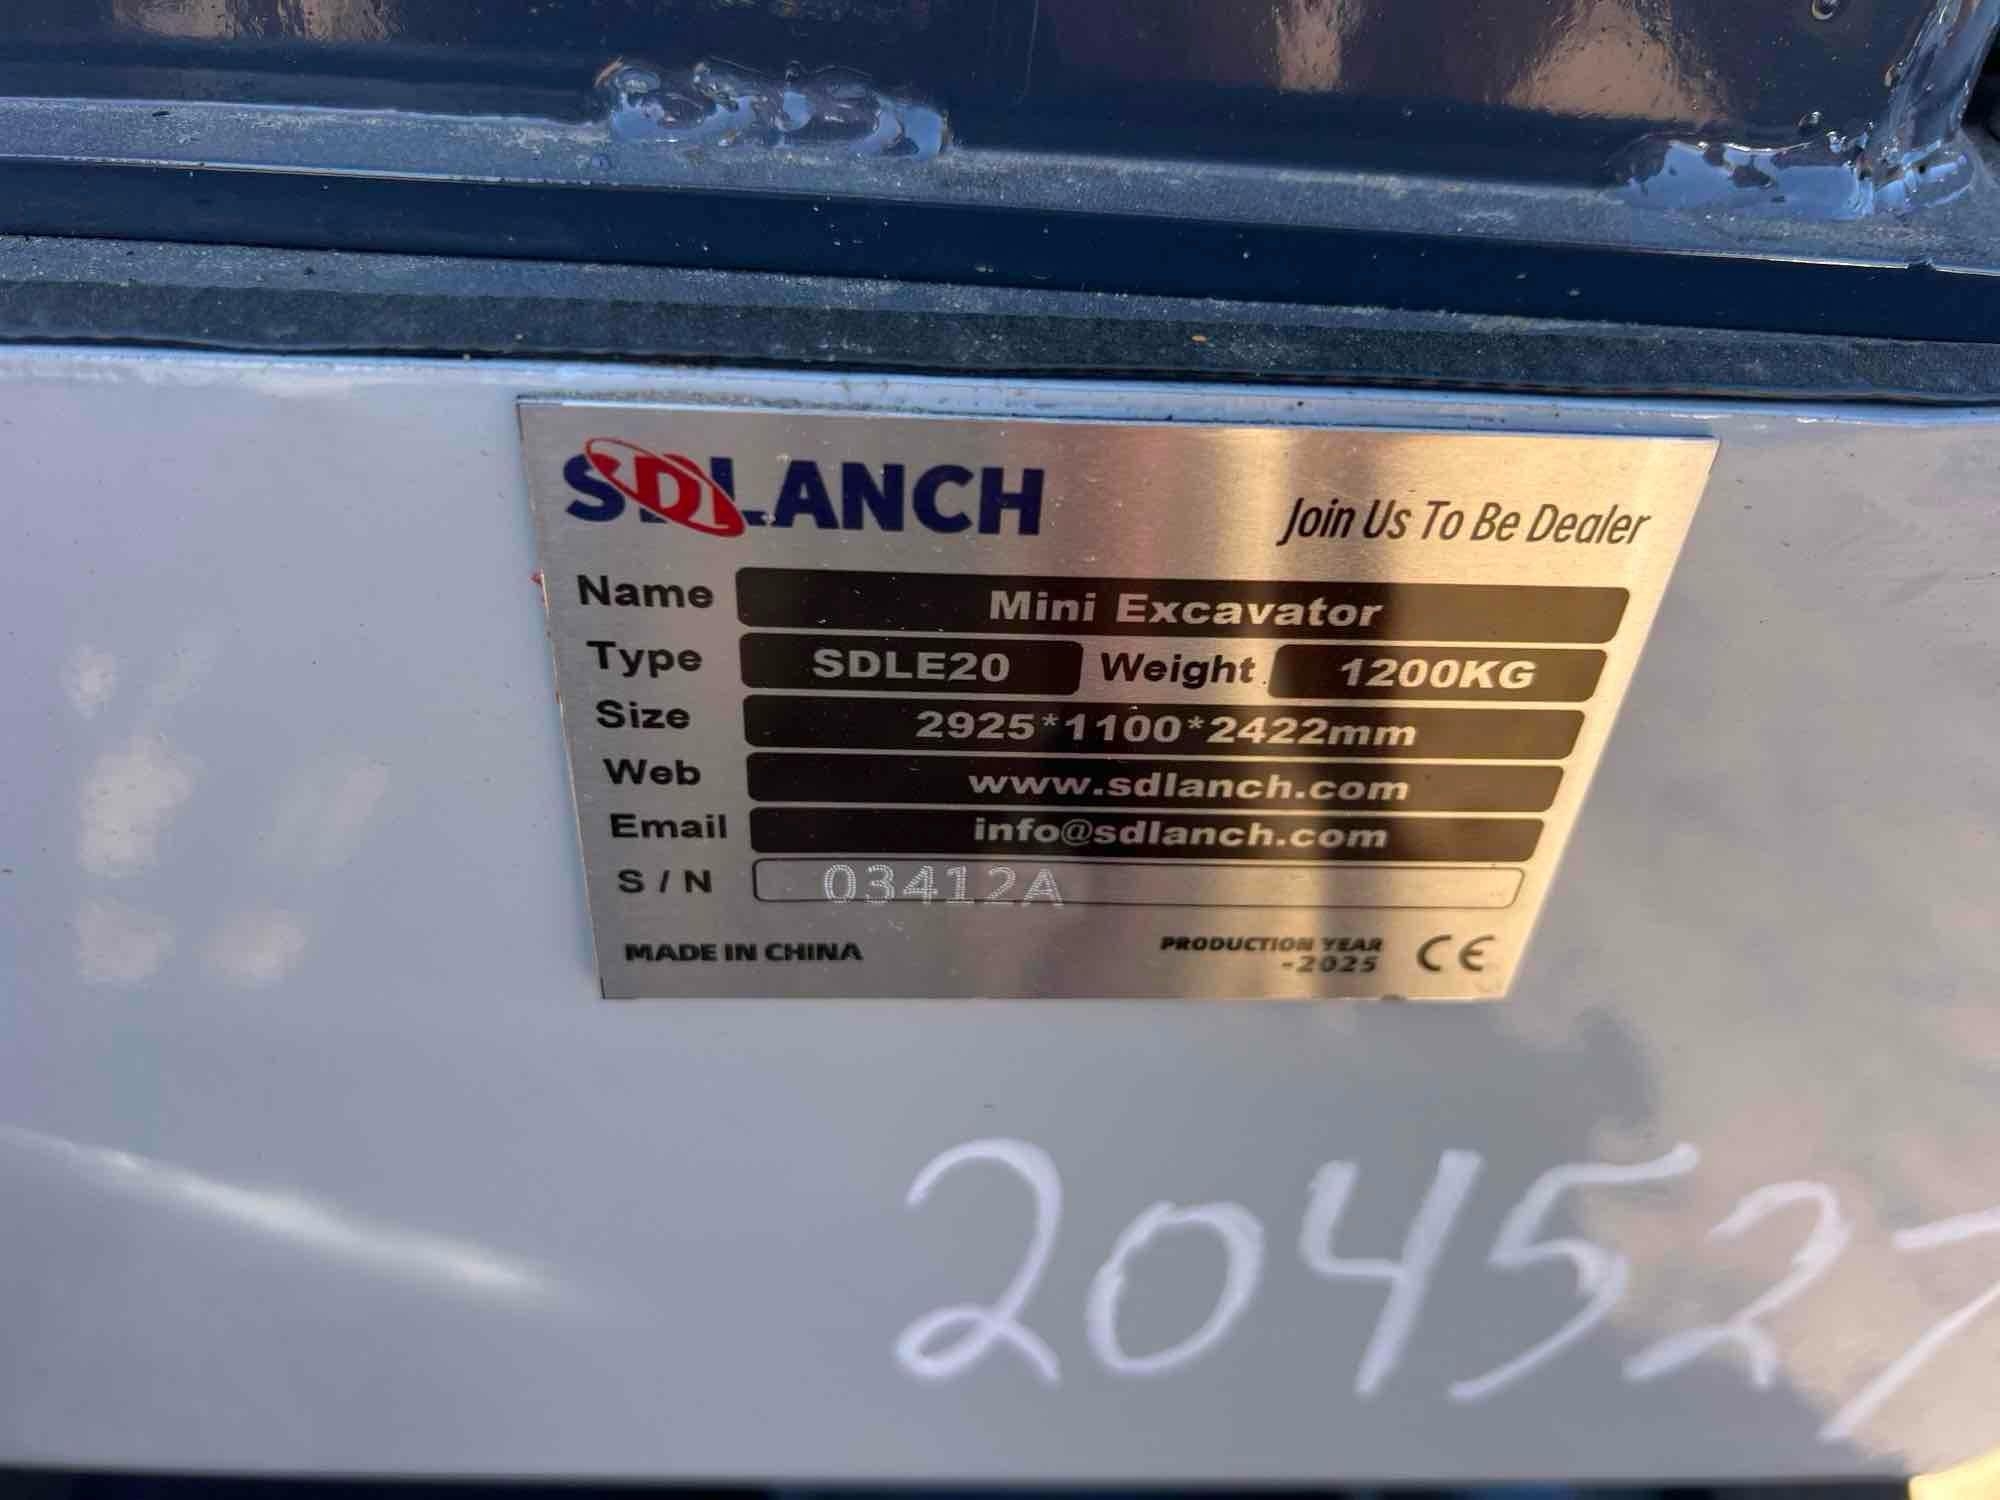 SDLANCH
Join Us To Be Dealer
Name Mini Excavator
Type SDLE20 Weight 1200KG
Size 2925*1100*2422mm
Web www.sdlanch.com
Email info@sdlanch.com
S / N 03412A
MADE IN CHINA
PRODUCTION YEAR
-2025
CE
204527